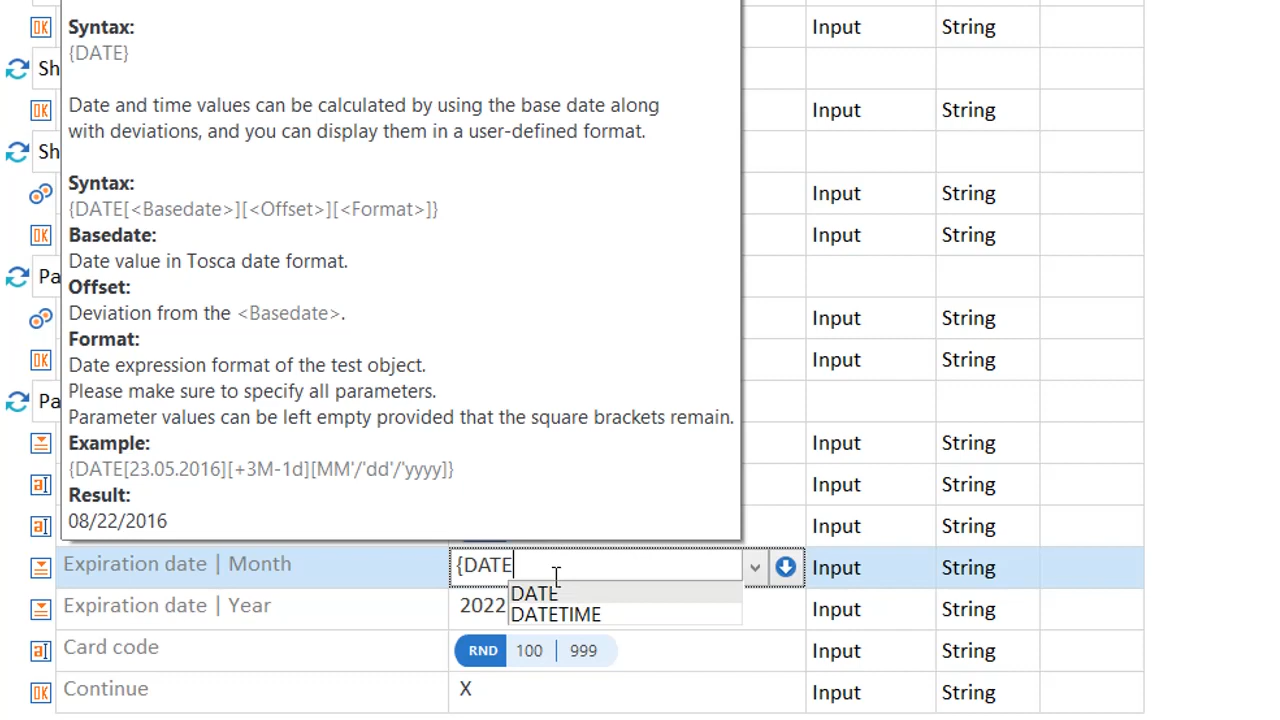 Syntax:
{DATE}
Date and time values can be calculated by using the base date along
with deviations, and you can display them in a user-defined format.
Syntax:
{DATE[<Basedate>][<Offset>][<Format>]}
Basedate:
Date value in Tosca date format.
Offset:
Deviation from the <Basedate>.
Format:
Date expression format of the test object.
Please make sure to specify all parameters.
Parameter values can be left empty provided that the square brackets remain.
Example:
{DATE[23.05.2016][+3M-1d][MM'/'dd'/'yyyy]}
Result:
08/22/2016
OK Input String
Sh
OK Input String
Sh
Input String
OK Input String
Pa
Input String
OK Input String
Pa
Input String
a Input String
a Input String
Expiration date | Month {DATE Input String
DATE
DATETIME
Expiration date | Year 2022 Input String
a Card code RND 100 999 Input String
OK Continue X Input String